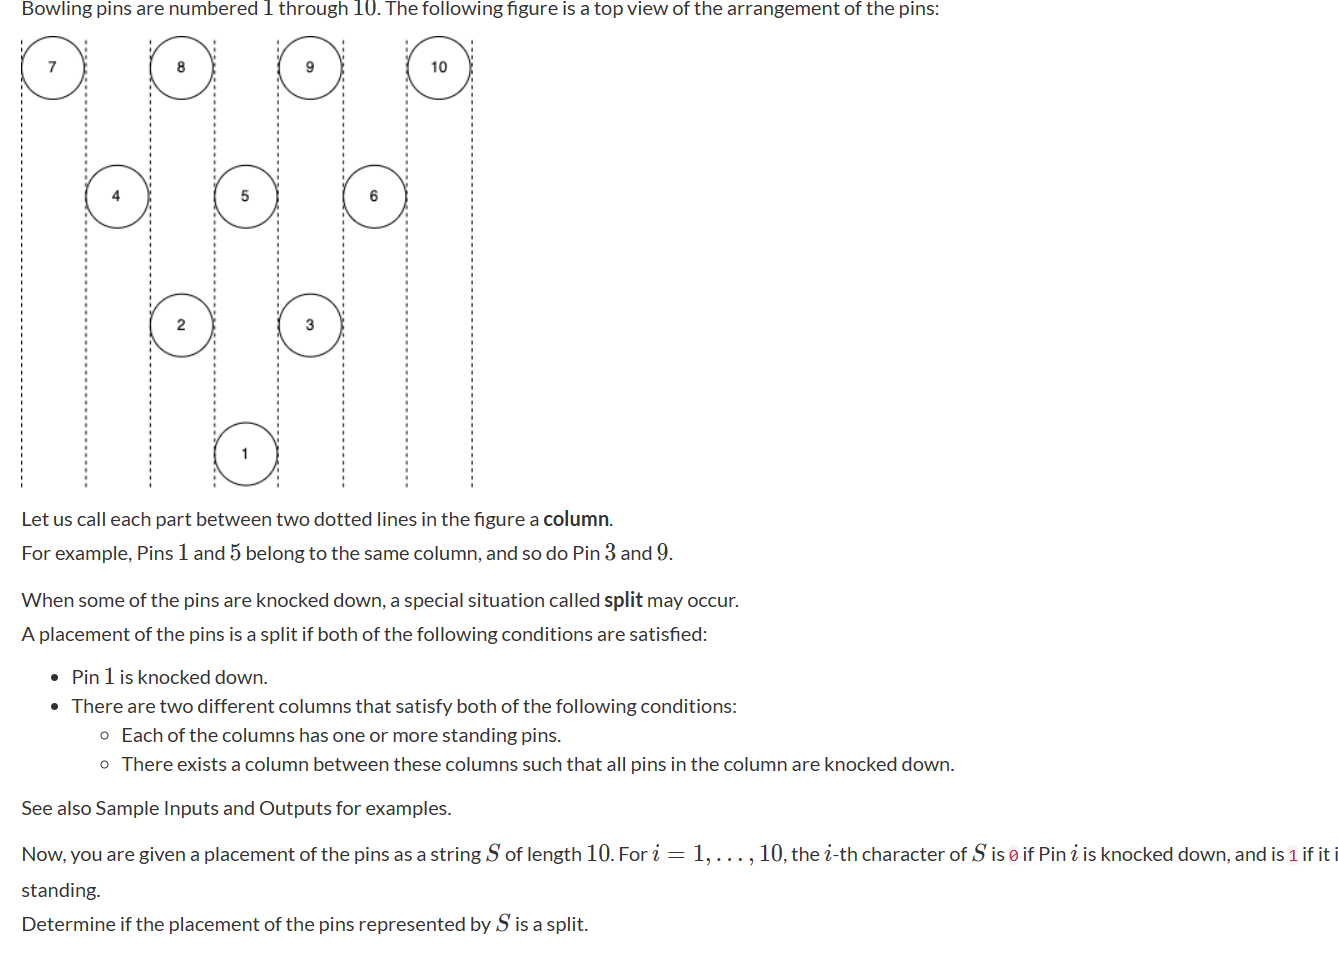 Bowling pins are numbered 1 through 10. The following figure is a top view of the arrangement of the pins:
7 8 9 10
4 5 6
2 3
1
Let us call each part between two dotted lines in the figure a column.
For example, Pins 1 and 5 belong to the same column, and so do Pin 3 and 9.
When some of the pins are knocked down, a special situation called split may occur.
A placement of the pins is a split if both of the following conditions are satisfied:
• Pin 1 is knocked down.
• There are two different columns that satisfy both of the following conditions:
◦ Each of the columns has one or more standing pins.
◦ There exists a column between these columns such that all pins in the column are knocked down.
See also Sample Inputs and Outputs for examples.
Now, you are given a placement of the pins as a string S of length 10. For i = 1, . . . , 10, the i-th character of S is 0 if Pin i is knocked down, and is 1 if it i
standing.
Determine if the placement of the pins represented by S is a split.